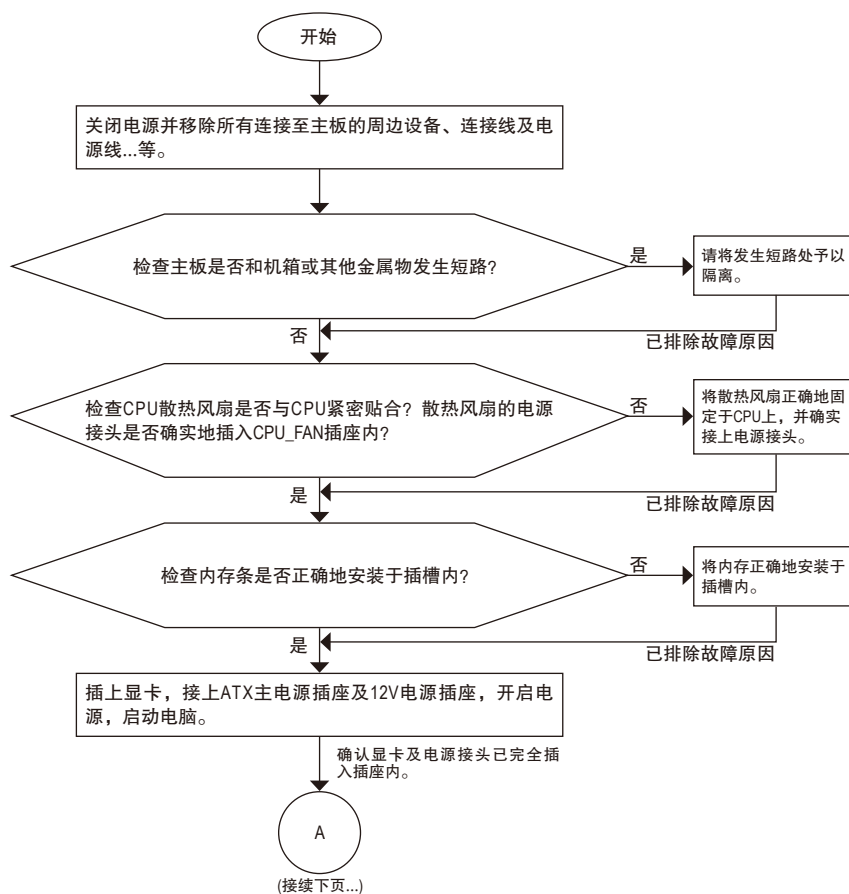 开始
关闭电源并移除所有连接至主板的周边设备、连接线及电
源线...等。
检查主板是否和机箱或其他金属物发生短路？
是
请将发生短路处予以
隔离。
否
已排除故障原因
检查CPU散热风扇是否与CPU紧密贴合？散热风扇的电源
接头是否确实地插入CPU_FAN插座内？
否
将散热风扇正确地固
定于CPU上，并确实
接上电源接头。
是
已排除故障原因
检查内存条是否正确地安装于插槽内？
否
将内存正确地安装于
插槽内。
是
已排除故障原因
插上显卡，接上ATX主电源插座及12V电源插座，开启电
源，启动电脑。
确认显卡及电源接头已完全插
入插座内。
A
(接续下页...)